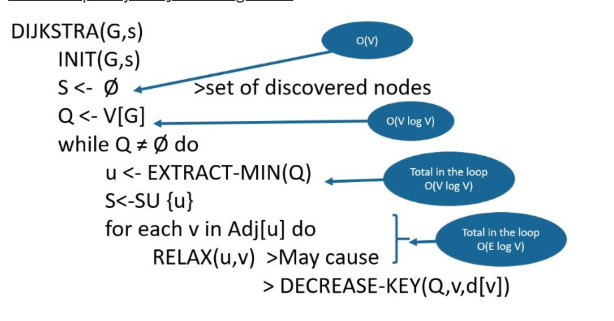 DIJKSTRA(G,s)
O(V)
INIT(G,s)
S <- Ø >set of discovered nodes
Q <- V[G]
O(V log V)
while Q ≠ Ø do
u <- EXTRACT-MIN(Q)
Total in the loop
O(V log V)
S<-SU {u}
for each v in Adj[u] do
Total in the loop
O(E log V)
RELAX(u,v) >May cause
> DECREASE-KEY(Q,v,d[v])